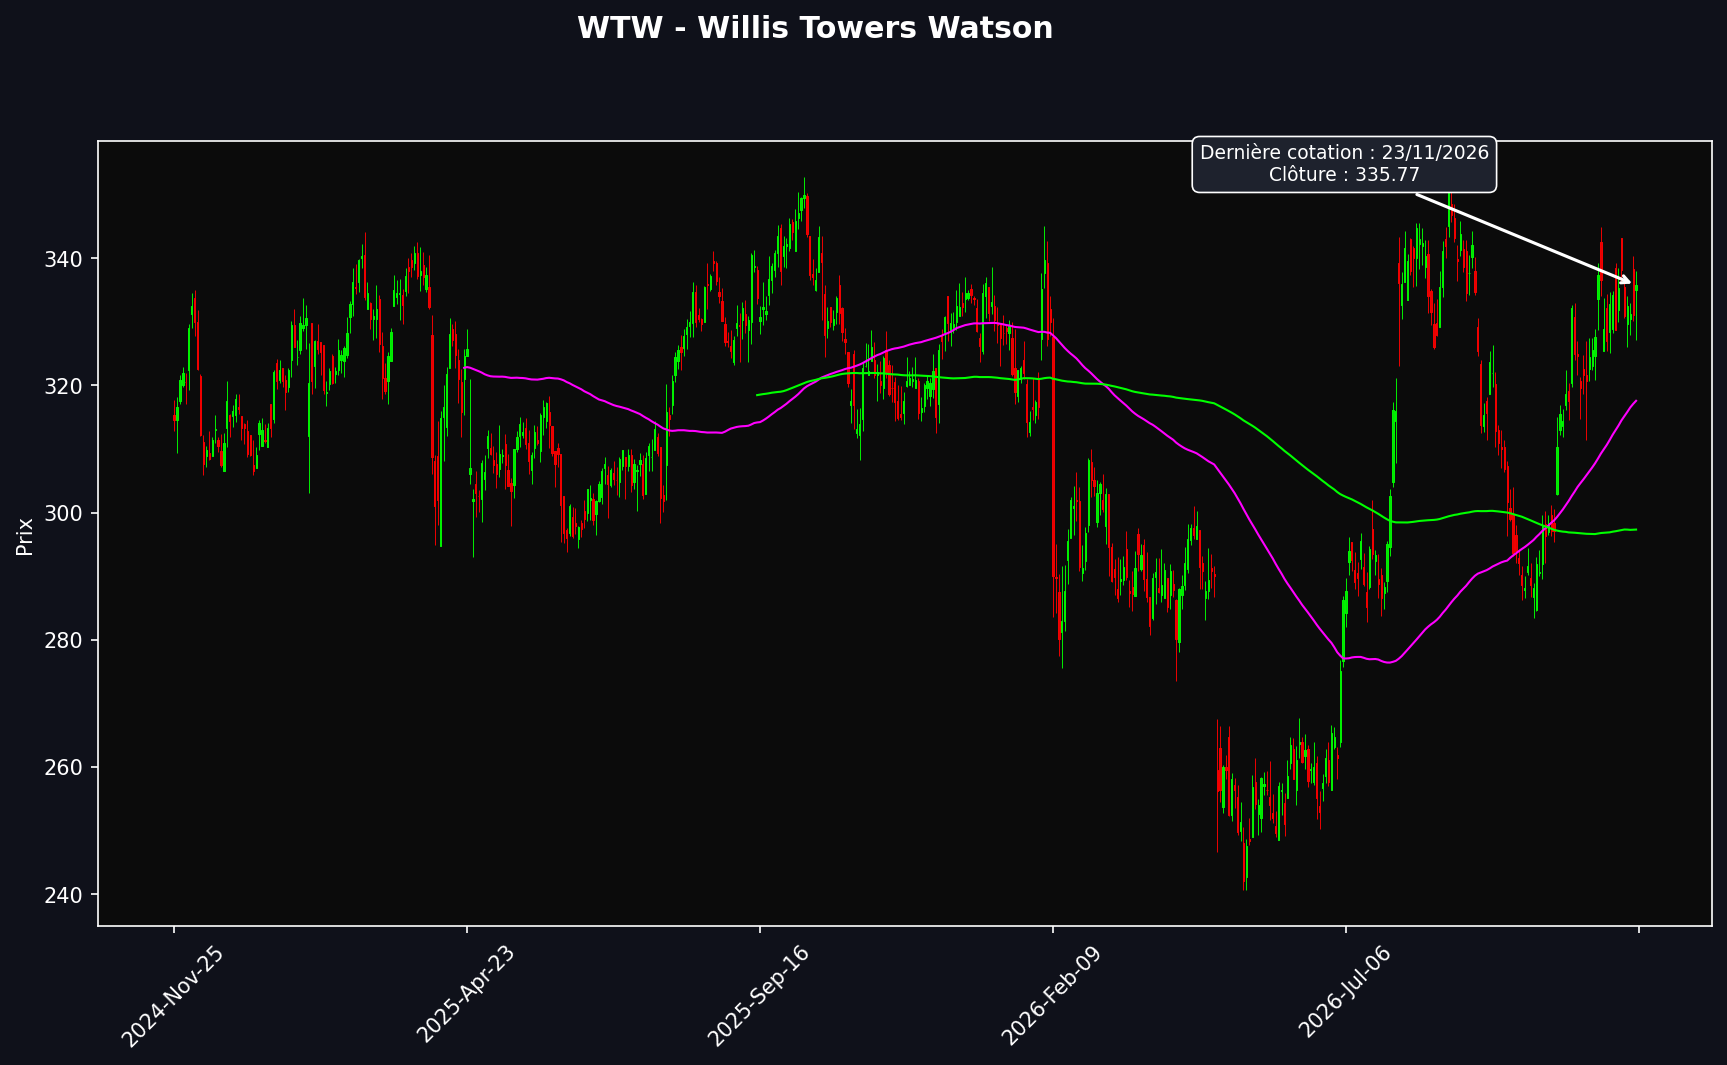 WTW - Willis Towers Watson
Dernière cotation : 23/11/2026
Clôture : 335.77
Prix
340
320
300
280
260
240
2024-Nov-25
2025-Apr-23
2025-Sep-16
2026-Feb-09
2026-Jul-06